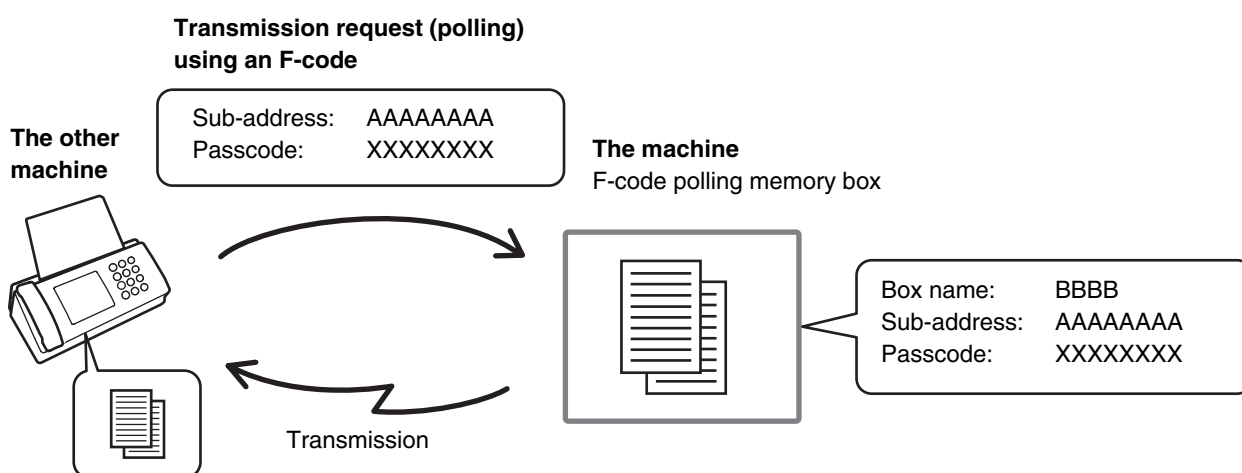 Transmission request (polling)
using an F-code
Sub-address: AAAAAAAA
Passcode: XXXXXXXX
The other
machine
The machine
F-code polling memory box
Box name: BBBB
Sub-address: AAAAAAAA
Passcode: XXXXXXXX
Transmission